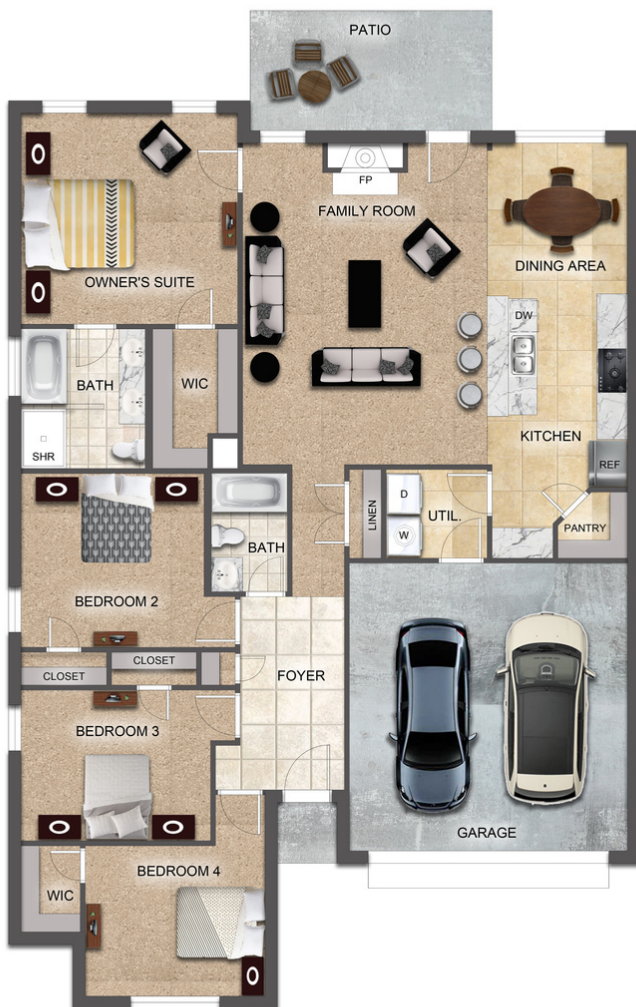 PATIO
FP
FAMILY ROOM
DINING AREA
OWNER'S SUITE
DW
BATH
WIC
SHR
KITCHEN
REF
D
LINEN
UTIL.
W
PANTRY
BATH
BEDROOM 2
CLOSET
CLOSET
FOYER
BEDROOM 3
GARAGE
BEDROOM 4
WIC